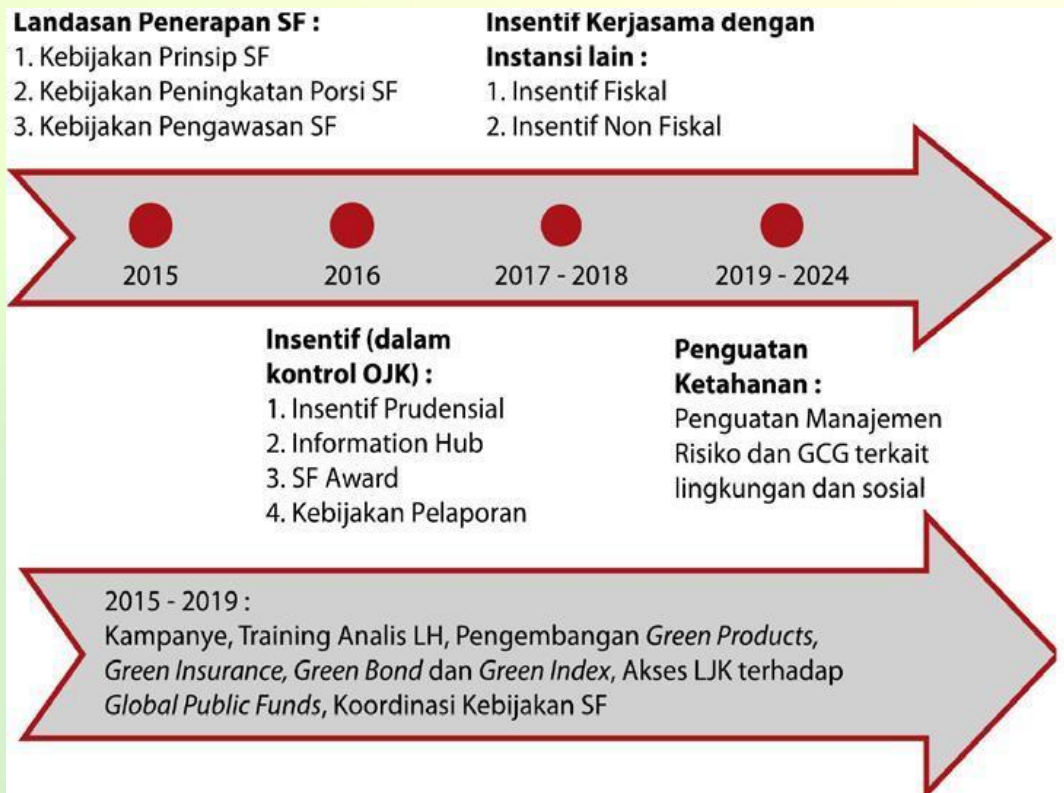 Landasan Penerapan SF :
1. Kebijakan Prinsip SF
2. Kebijakan Peningkatan Porsi SF
3. Kebijakan Pengawasan SF
Insentif Kerjasama dengan
Instansi lain :
1. Insentif Fiskal
2. Insentif Non Fiskal
2015
2016
2017 - 2018
2019 - 2024
Insentif (dalam
kontrol OJK) :
1. Insentif Prudensial
2. Information Hub
3. SF Award
4. Kebijakan Pelaporan
Penguatan
Ketahanan :
Penguatan Manajemen
Risiko dan GCG terkait
lingkungan dan sosial
2015 - 2019 :
Kampanye, Training Analis LH, Pengembangan Green Products,
Green Insurance, Green Bond dan Green Index, Akses LJK terhadap
Global Public Funds, Koordinasi Kebijakan SF